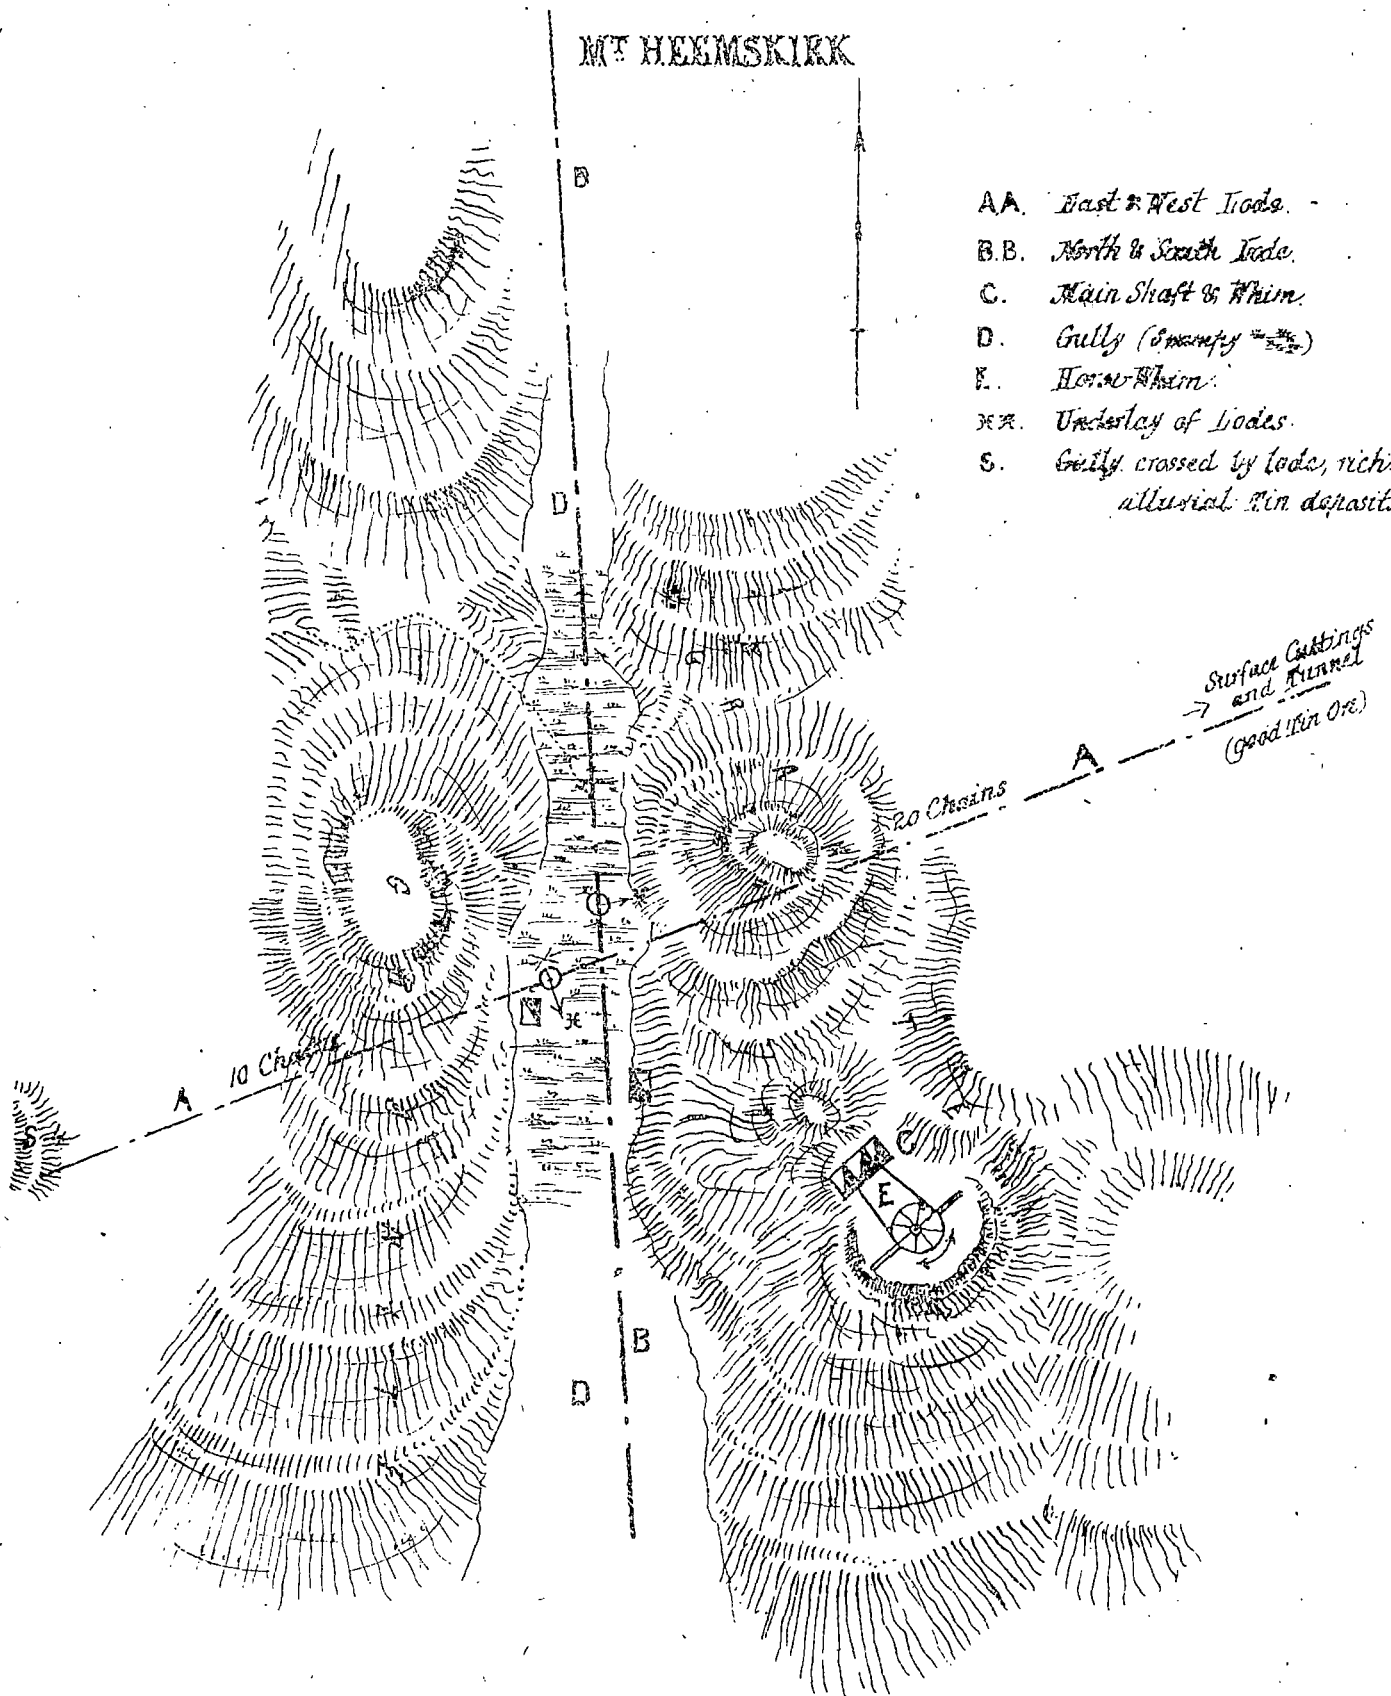 MT HEEMSKIRK
B
AA. East & West Lode.
B.B. North & South Lode.
C. Main Shaft & Whim.
D. Gully (Swampy
E. Horse-Whim.
Underlay of Lodes.
S. Gully crossed by lode, rich
alluvial Tin deposit.
D
Surface Cuttings
and Tunnel
(good Tin Ore)
A
20 Chains
10 Chains
A
S
C
E
B
D